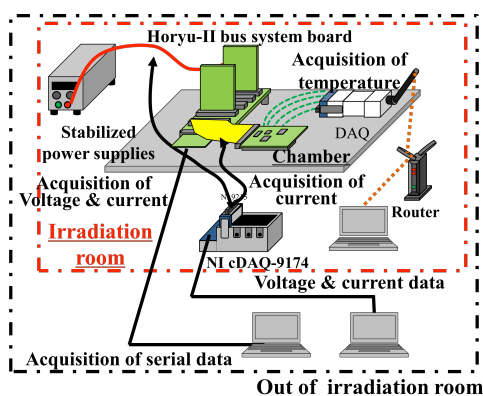 Horyu-II bus system board
Acquisition of
temperature
Stabilized
power supplies
DAQ
Chamber
Acquisition of
Voltage & current
Acquisition of
current
Router
Irradiation
room
NI cDAQ-9174
Voltage & current data
Acquisition of serial data
Out of irradiation room